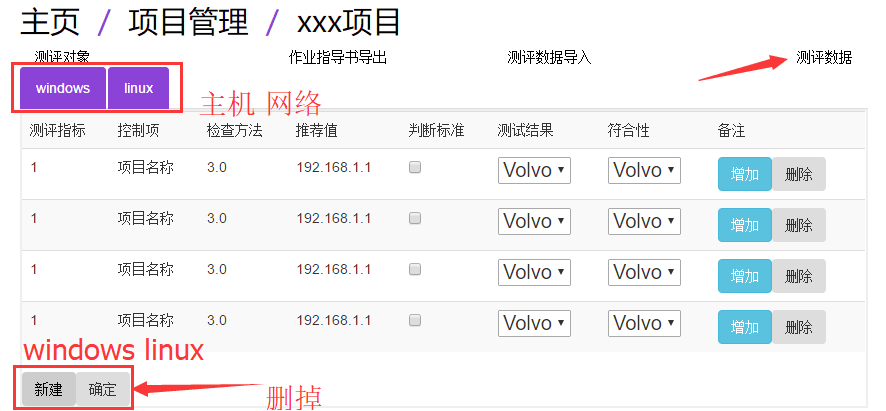 主页 / 项目管理 / xxx项目
测评对象 作业指导书导出 测评数据导入 测评数据
windows linux 主机 网络
测评指标 控制项 检查方法 推荐值 判断标准 测试结果 符合性 备注
1 项目名称 3.0 192.168.1.1 Volvo Volvo 增加 删除
1 项目名称 3.0 192.168.1.1 Volvo Volvo 增加 删除
1 项目名称 3.0 192.168.1.1 Volvo Volvo 增加 删除
1 项目名称 3.0 192.168.1.1 Volvo Volvo 增加 删除
windows linux
新建 确定 删掉